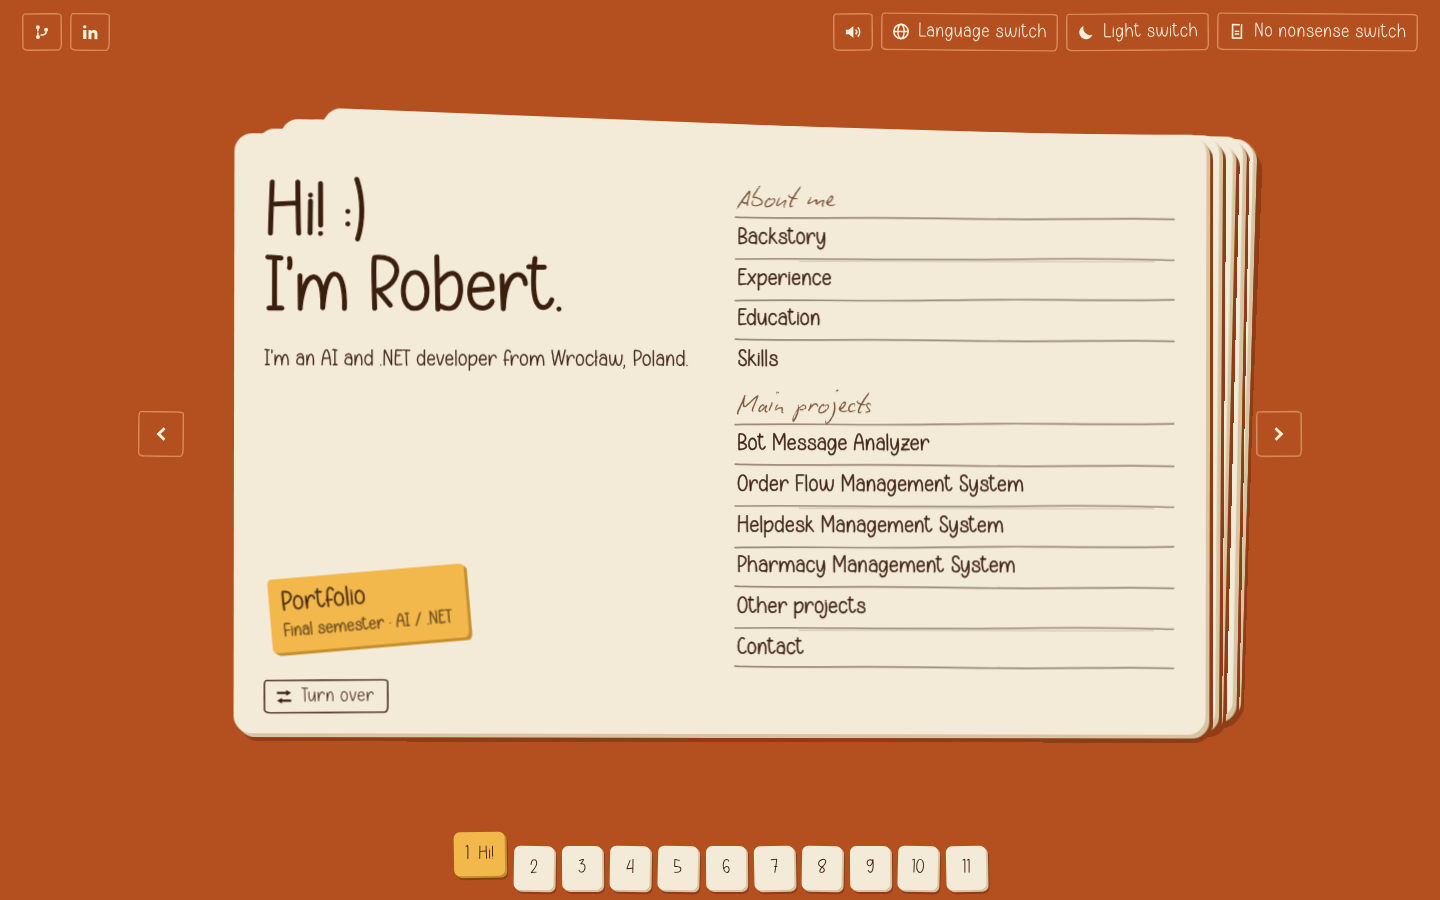 in
Language switch
Light switch
No nonsense switch
Hi! :)
I'm Robert.
I'm an AI and .NET developer from Wrocław, Poland.
Portfolio
Final semester · AI / .NET
Turn over
About me
Backstory
Experience
Education
Skills
Main projects
Bot Message Analyzer
Order Flow Management System
Helpdesk Management System
Pharmacy Management System
Other projects
Contact
1 Hi!
2
3
4
5
6
7
8
9
10
11